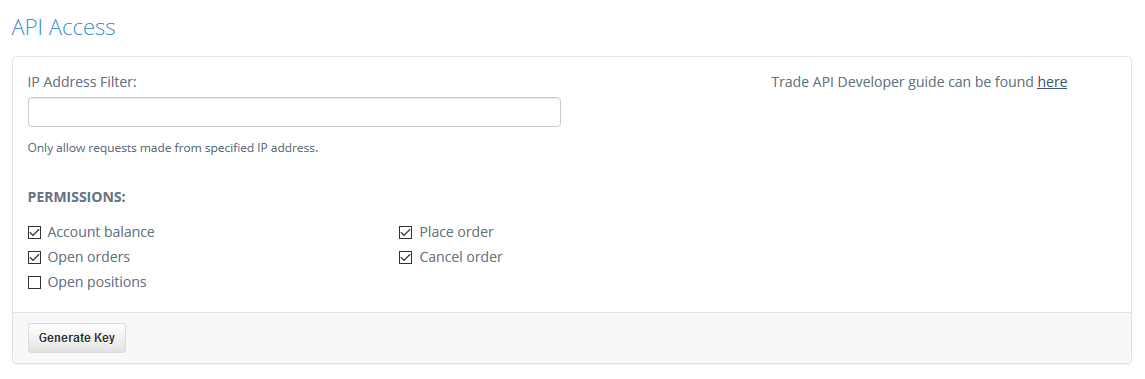 API Access
IP Address Filter:
Trade API Developer guide can be found here
Only allow requests made from specified IP address.
PERMISSIONS:
Account balance
Place order
Open orders
Cancel order
Open positions
Generate Key